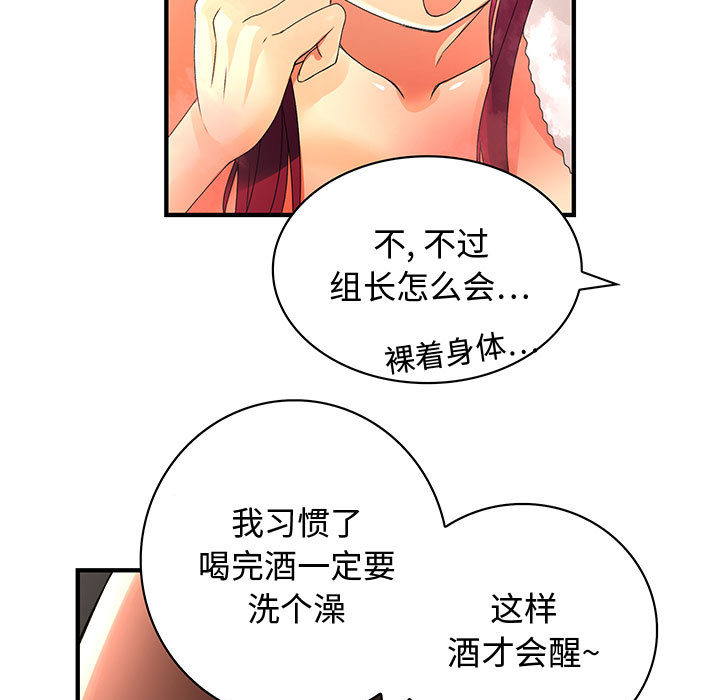 不, 不过
组长怎么会...
裸着身体...
我习惯了
喝完酒一定要
洗个澡
这样
酒才会醒~